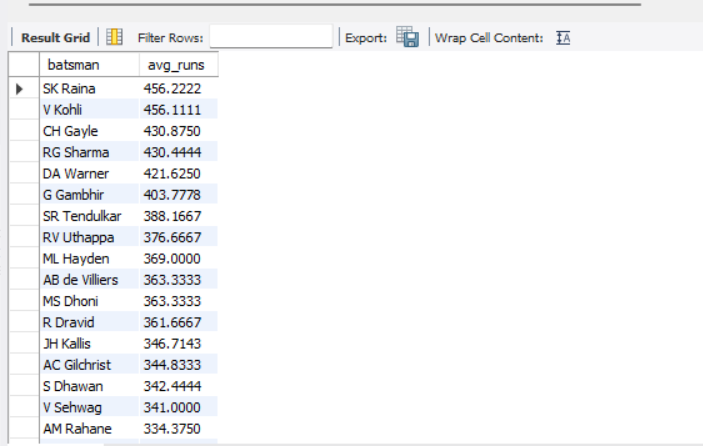 Result Grid Filter Rows: Export: Wrap Cell Content: IA
batsman avg_runs
SK Raina 456.2222
V Kohli 456.1111
CH Gayle 430.8750
RG Sharma 430.4444
DA Warner 421.6250
G Gambhir 403.7778
SR Tendulkar 388.1667
RV Uthappa 376.6667
ML Hayden 369.0000
AB de Villiers 363.3333
MS Dhoni 363.3333
R Dravid 361.6667
JH Kallis 346.7143
AC Gilchrist 344.8333
S Dhawan 342.4444
V Sehwag 341.0000
AM Rahane 334.3750